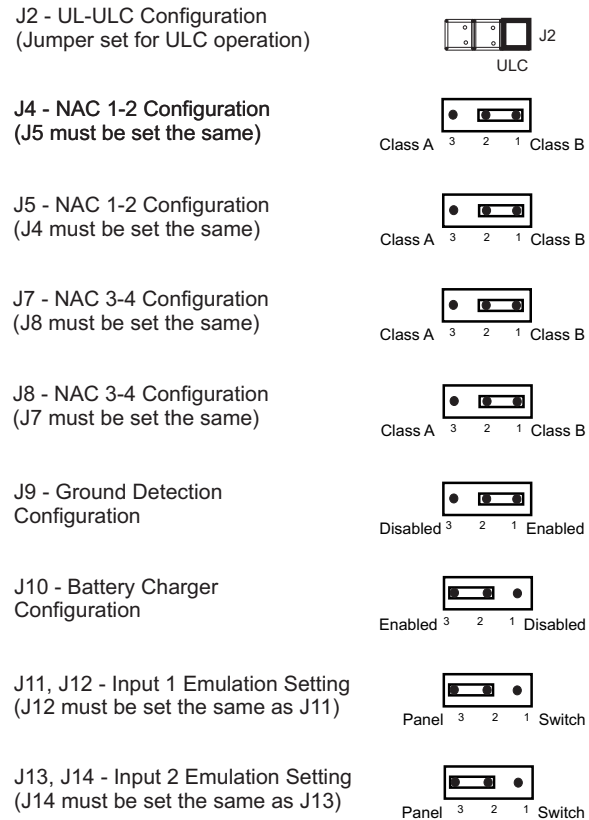 J2 - UL-ULC Configuration
(Jumper set for ULC operation)
J2
ULC
J4 - NAC 1-2 Configuration
(J5 must be set the same)
Class A 3 2 1 Class B
J5 - NAC 1-2 Configuration
(J4 must be set the same)
Class A 3 2 1 Class B
J7 - NAC 3-4 Configuration
(J8 must be set the same)
Class A 3 2 1 Class B
J8 - NAC 3-4 Configuration
(J7 must be set the same)
Class A 3 2 1 Class B
J9 - Ground Detection
Configuration
Disabled 3 2 1 Enabled
J10 - Battery Charger
Configuration
Enabled 3 2 1 Disabled
J11, J12 - Input 1 Emulation Setting
(J12 must be set the same as J11)
Panel 3 2 1 Switch
J13, J14 - Input 2 Emulation Setting
(J14 must be set the same as J13)
Panel 3 2 1 Switch